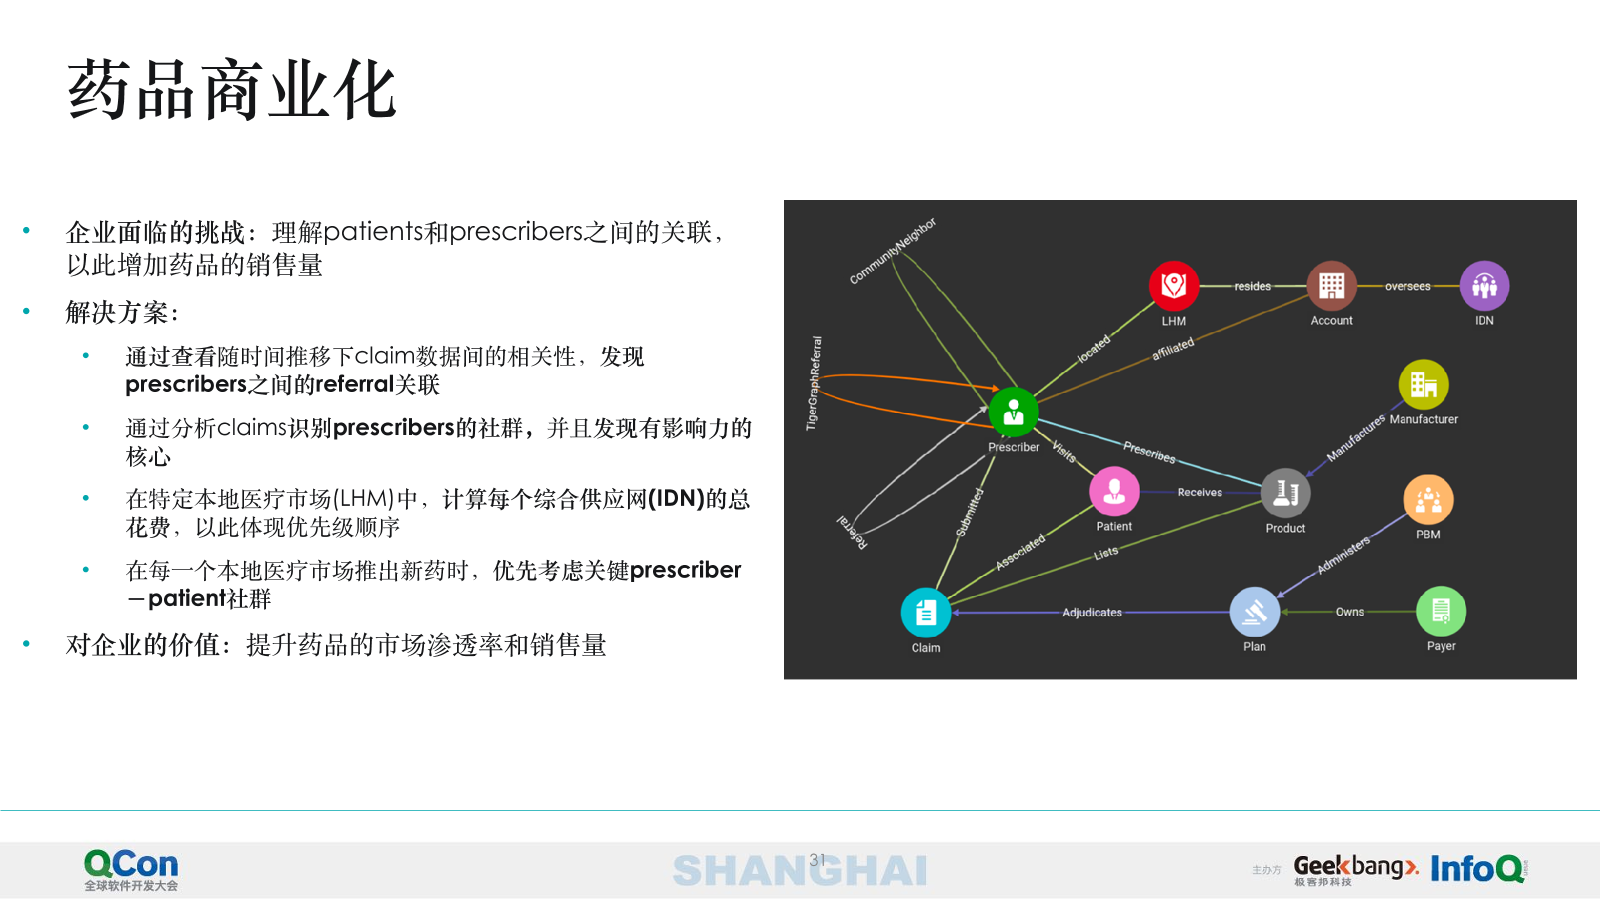 药品商业化
企业面临的挑战：理解patients和prescribers之间的关联，
以此增加药品的销售量
解决方案：
通过查看随时间推移下claim数据间的相关性，发现
prescribers之间的referral关联
通过分析claims识别prescribers的社群，并且发现有影响力的
核心
在特定本地医疗市场(LHM)中，计算每个综合供应网(IDN)的总
花费，以此体现优先级顺序
在每一个本地医疗市场推出新药时，优先考虑关键prescriber
－patient社群
对企业的价值：提升药品的市场渗透率和销售量
CommunityNeighbor
TigerGraphReferral
Referral
LHM
resides
Account
oversees
IDN
located
affiliated
Manufacturer
Manufactures
Prescriber
Visits
Prescribes
Patient
Receives
Product
PBM
Submitted
Associated
Lists
Administers
Claim
Adjudicates
Plan
Owns
Payer
QCon
全球软件开发大会
SHANGHAI
31
主办方
Geekbang>.
极客邦科技
InfoQ